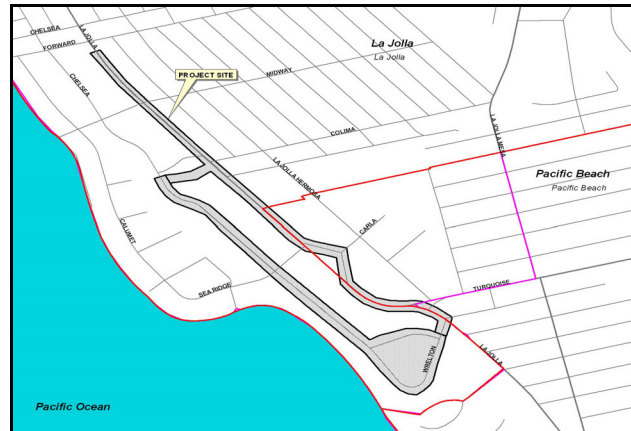 CHELSEA
LA JOLLA
FORWARD
La Jolla
La Jolla
PROJECT SITE
MIDWAY
CHELSEA
COLIMA
LA JOLLA MESA
LA JOLLA HERMOSA
Pacific Beach
Pacific Beach
CALUMET
CARLA
SEA RIDGE
TURQUOISE
LA JOLLA
WRELTON
Pacific Ocean